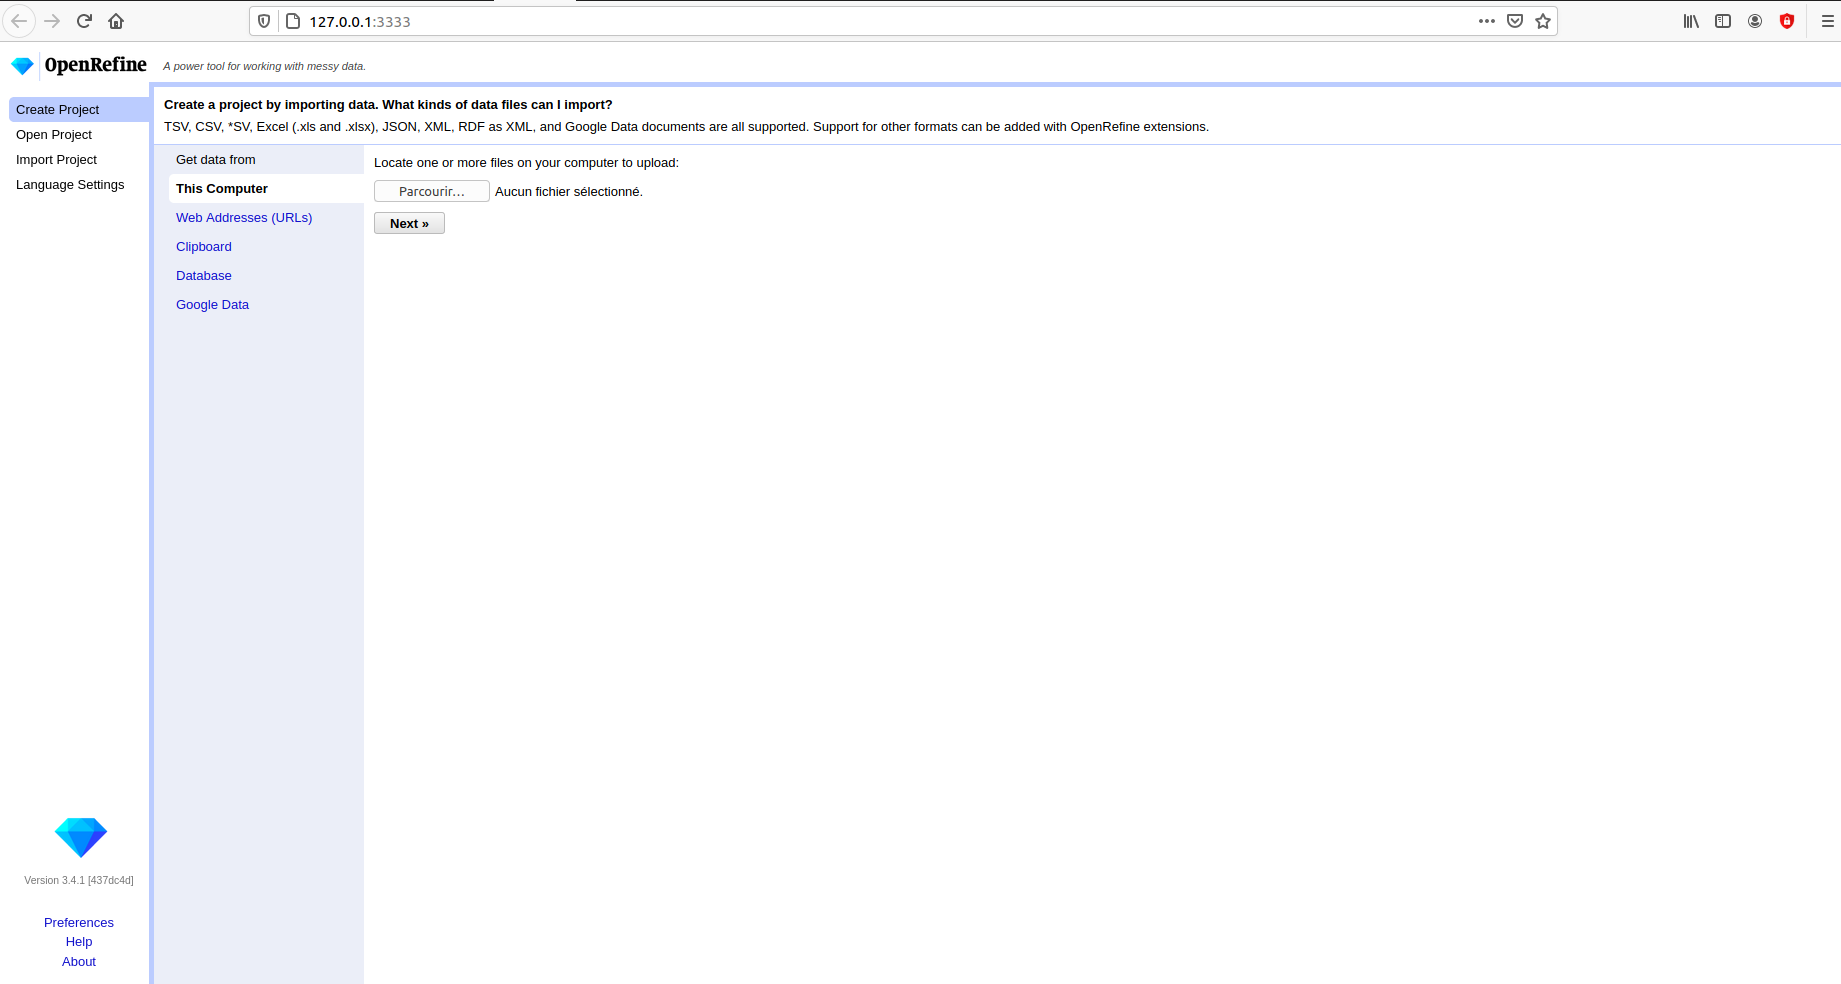 127.0.0.1:3333
OpenRefine A power tool for working with messy data.
Create Project
Open Project
Import Project
Language Settings
Create a project by importing data. What kinds of data files can I import?
TSV, CSV, *SV, Excel (.xls and .xlsx), JSON, XML, RDF as XML, and Google Data documents are all supported. Support for other formats can be added with OpenRefine extensions.
Get data from
This Computer
Web Addresses (URLs)
Clipboard
Database
Google Data
Locate one or more files on your computer to upload:
Parcourir... Aucun fichier sélectionné.
Next »
Version 3.4.1 [437dc4d]
Preferences
Help
About